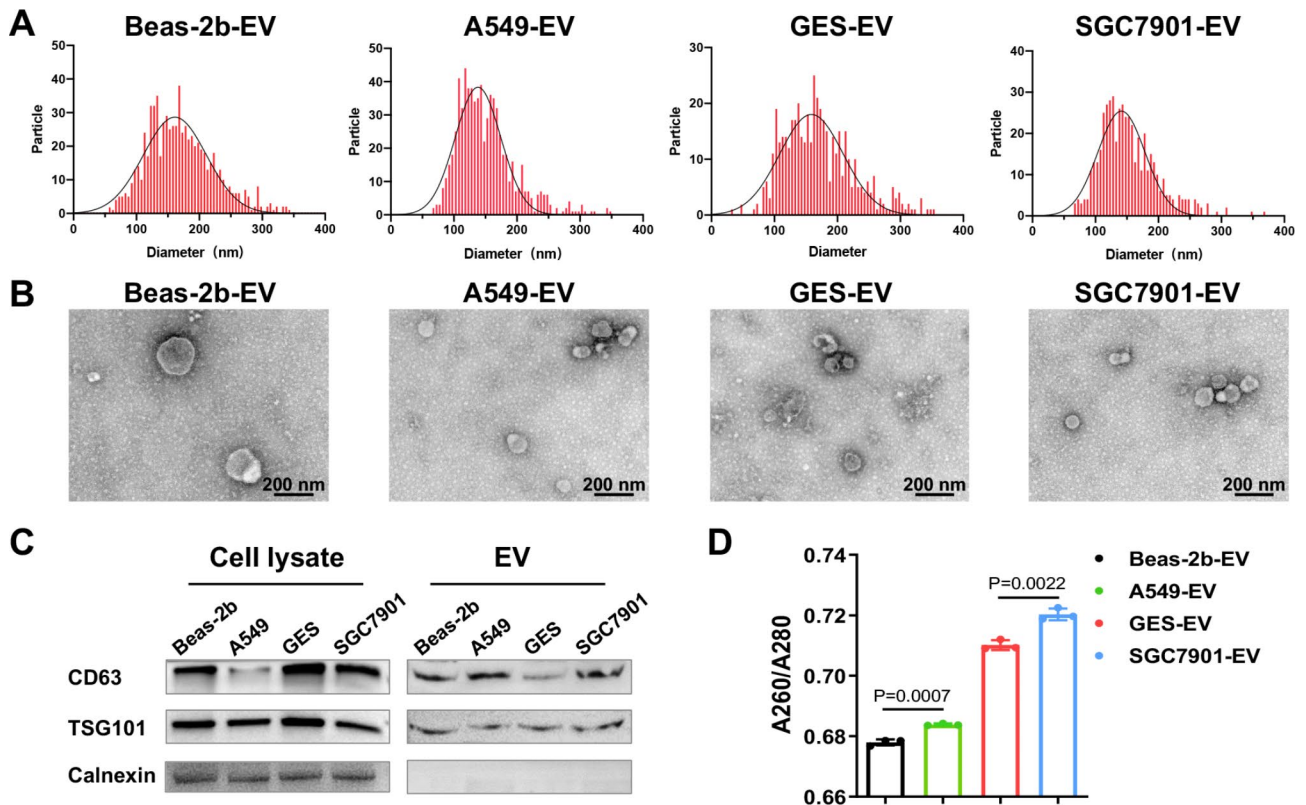 A
Beas-2b-EV
A549-EV
GES-EV
SGC7901-EV
Particle
50
40
30
20
10
0
0
100
200
300
400
Diameter (nm)
Particle
50
40
30
20
10
0
0
100
200
300
400
Diameter (nm)
Particle
30
20
10
0
0
100
200
300
400
Diameter
Particle
40
30
20
10
0
0
100
200
300
400
Diameter (nm)
B
Beas-2b-EV
A549-EV
GES-EV
SGC7901-EV
200 nm
200 nm
200 nm
200 nm
C
Cell lysate
EV
Beas-2b
A549
GES
SGC7901
Beas-2b
A549
GES
SGC7901
CD63
TSG101
Calnexin
D
A260/A280
0.74
0.72
0.70
0.68
0.66
P=0.0007
P=0.0022
Beas-2b-EV
A549-EV
GES-EV
SGC7901-EV